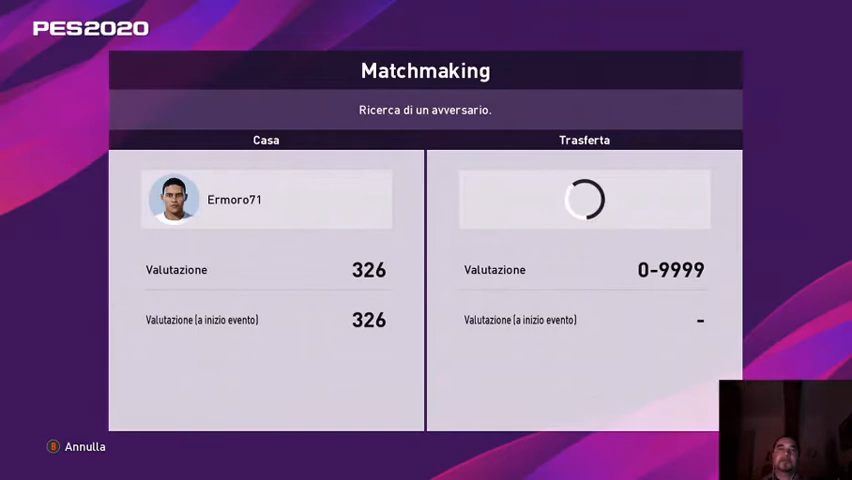 PES2020
Matchmaking
Ricerca di un avversario.
Casa
Trasferta
Ermoro71
Valutazione 326
Valutazione 0-9999
Valutazione (a inizio evento) 326
Valutazione (a inizio evento) -
B Annulla